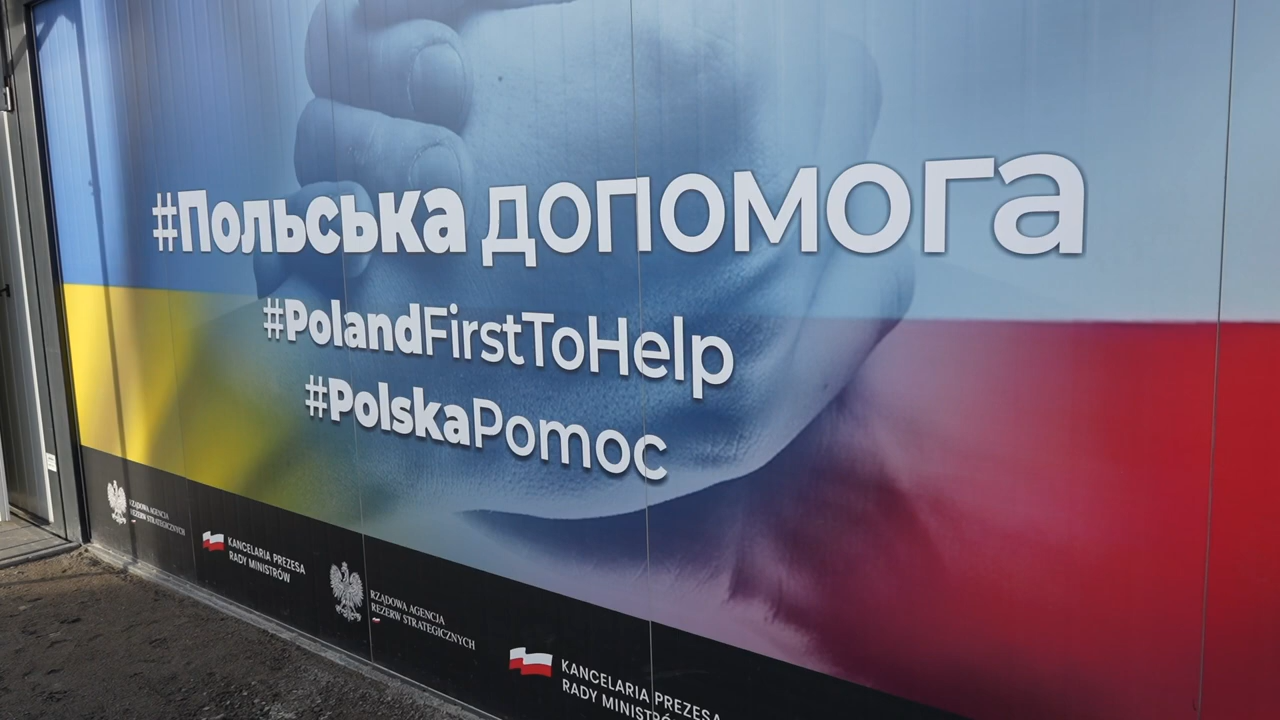 #Польська допомога
#PolandFirstToHelp
#PolskaPomoc
RZĄDOWA AGENCJA
REZERW STRATEGICZNYCH
KANCELARIA PREZESA
RADY MINISTRÓW
RZĄDOWA AGENCJA
REZERW STRATEGICZNYCH
KANCELARIA PREZESA
RADY MINISTRÓ